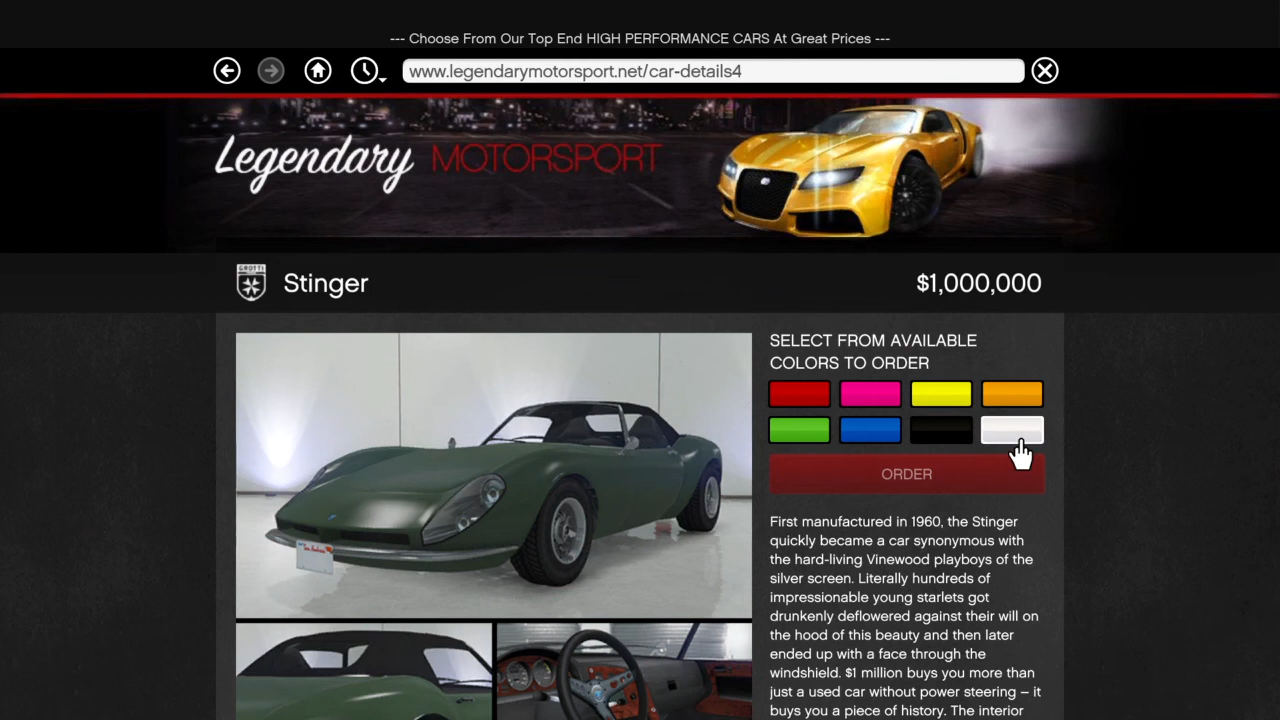 --- Choose From Our Top End HIGH PERFORMANCE CARS At Great Prices ---
www.legendarymotorsport.net/car-details4
Legendary MOTORSPORT
GROTTI
Stinger
$1,000,000
SELECT FROM AVAILABLE
COLORS TO ORDER
ORDER
First manufactured in 1960, the Stinger
quickly became a car synonymous with
the hard-living Vinewood playboys of the
silver screen. Literally hundreds of
impressionable young starlets got
drunkenly deflowered against their will on
the hood of this beauty and then later
ended up with a face through the
windshield. $1 million buys you more than
just a used car without power steering – it
buys you a piece of history. The interior